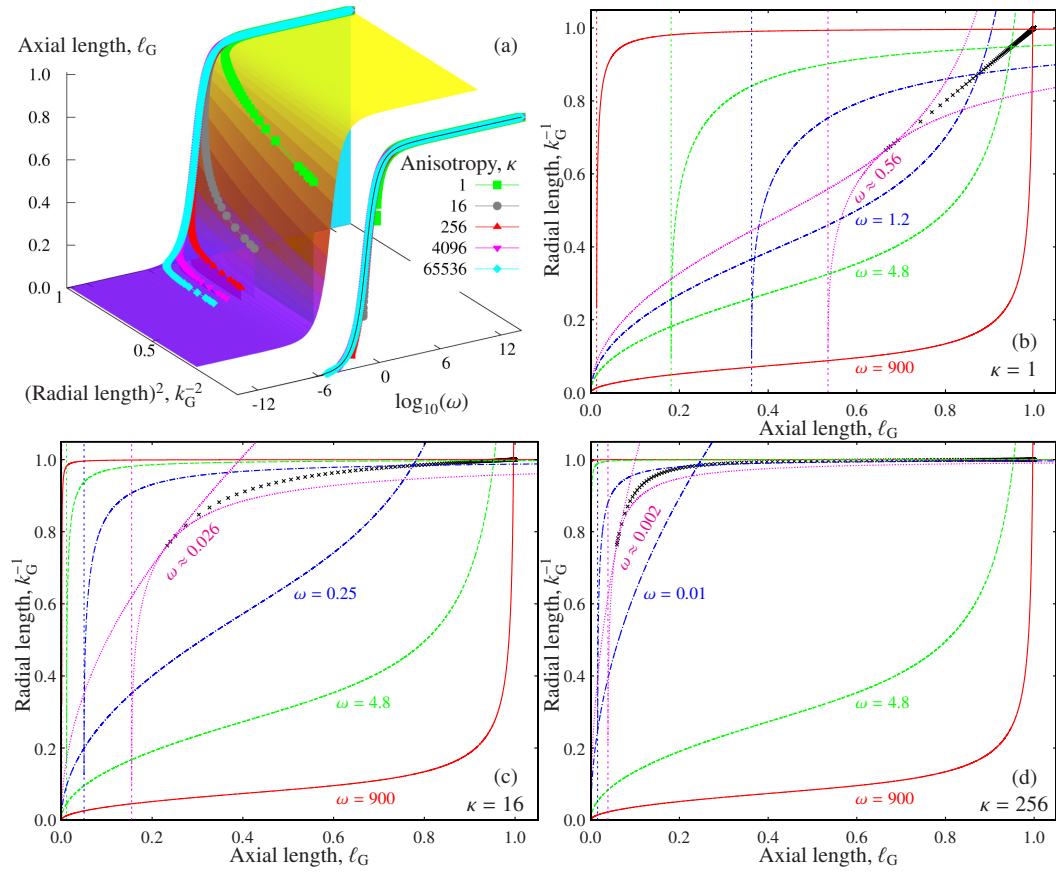 Axial length, ℓG
(a)
1.0
0.8
0.6
0.4
0.2
0.0
1
0.5
(Radial length)², kG⁻²
-12
-6
0
6
12
log10(ω)
Anisotropy, κ
1
16
256
4096
65536
Radial length, kG⁻¹
1.0
0.8
0.6
0.4
0.2
0.0
ω ≈ 0.56
ω = 1.2
ω = 4.8
ω = 900
(b)
κ = 1
0.0 0.2 0.4 0.6 0.8 1.0
Axial length, ℓG
Radial length, kG⁻¹
1.0
0.8
0.6
0.4
0.2
0.0
ω ≈ 0.026
ω = 0.25
ω = 4.8
ω = 900
(c)
κ = 16
0.0 0.2 0.4 0.6 0.8 1.0
Axial length, ℓG
Radial length, kG⁻¹
1.0
0.8
0.6
0.4
0.2
0.0
ω ≈ 0.002
ω = 0.01
ω = 4.8
ω = 900
(d)
κ = 256
0.0 0.2 0.4 0.6 0.8 1.0
Axial length, ℓG